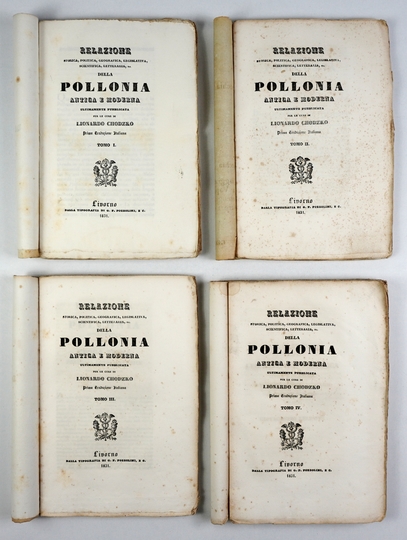 RELAZIONE
STORICA, POLITICA, GEOGRAFICA, LEGISLATIVA,
SCIENTIFICA, LETTERARIA, ec.
DELLA
POLLONIA
ANTICA E MODERNA
ULTIMAMENTE PUBBLICATA
PER LE CURE DI
LIONARDO CHODZKO
Prima Traduzione Italiana
TOMO I.
Livorno
DALLA TIPOGRAFIA DI G. P. POZZOLINI, E C.
1831.
RELAZIONE
STORICA, POLITICA, GEOGRAFICA, LEGISLATIVA,
SCIENTIFICA, LETTERARIA, ec.
DELLA
POLLONIA
ANTICA E MODERNA
ULTIMAMENTE PUBBLICATA
PER LE CURE DI
LIONARDO CHODZKO
Prima Traduzione Italiana
TOMO II.
Livorno
DALLA TIPOGRAFIA DI G. P. POZZOLINI, E C.
1831.
RELAZIONE
STORICA, POLITICA, GEOGRAFICA, LEGISLATIVA,
SCIENTIFICA, LETTERARIA, ec.
DELLA
POLLONIA
ANTICA E MODERNA
ULTIMAMENTE PUBBLICATA
PER LE CURE DI
LIONARDO CHODZKO
Prima Traduzione Italiana
TOMO III.
Livorno
DALLA TIPOGRAFIA DI G. P. POZZOLINI, E C.
1831.
RELAZIONE
STORICA, POLITICA, GEOGRAFICA, LEGISLATIVA,
SCIENTIFICA, LETTERARIA, ec.
DELLA
POLLONIA
ANTICA E MODERNA
ULTIMAMENTE PUBBLICATA
PER LE CURE DI
LIONARDO CHODZKO
Prima Traduzione Italiana
TOMO IV.
Livorno
DALLA TIPOGRAFIA DI G. P. POZZOLINI, E C.
1831.